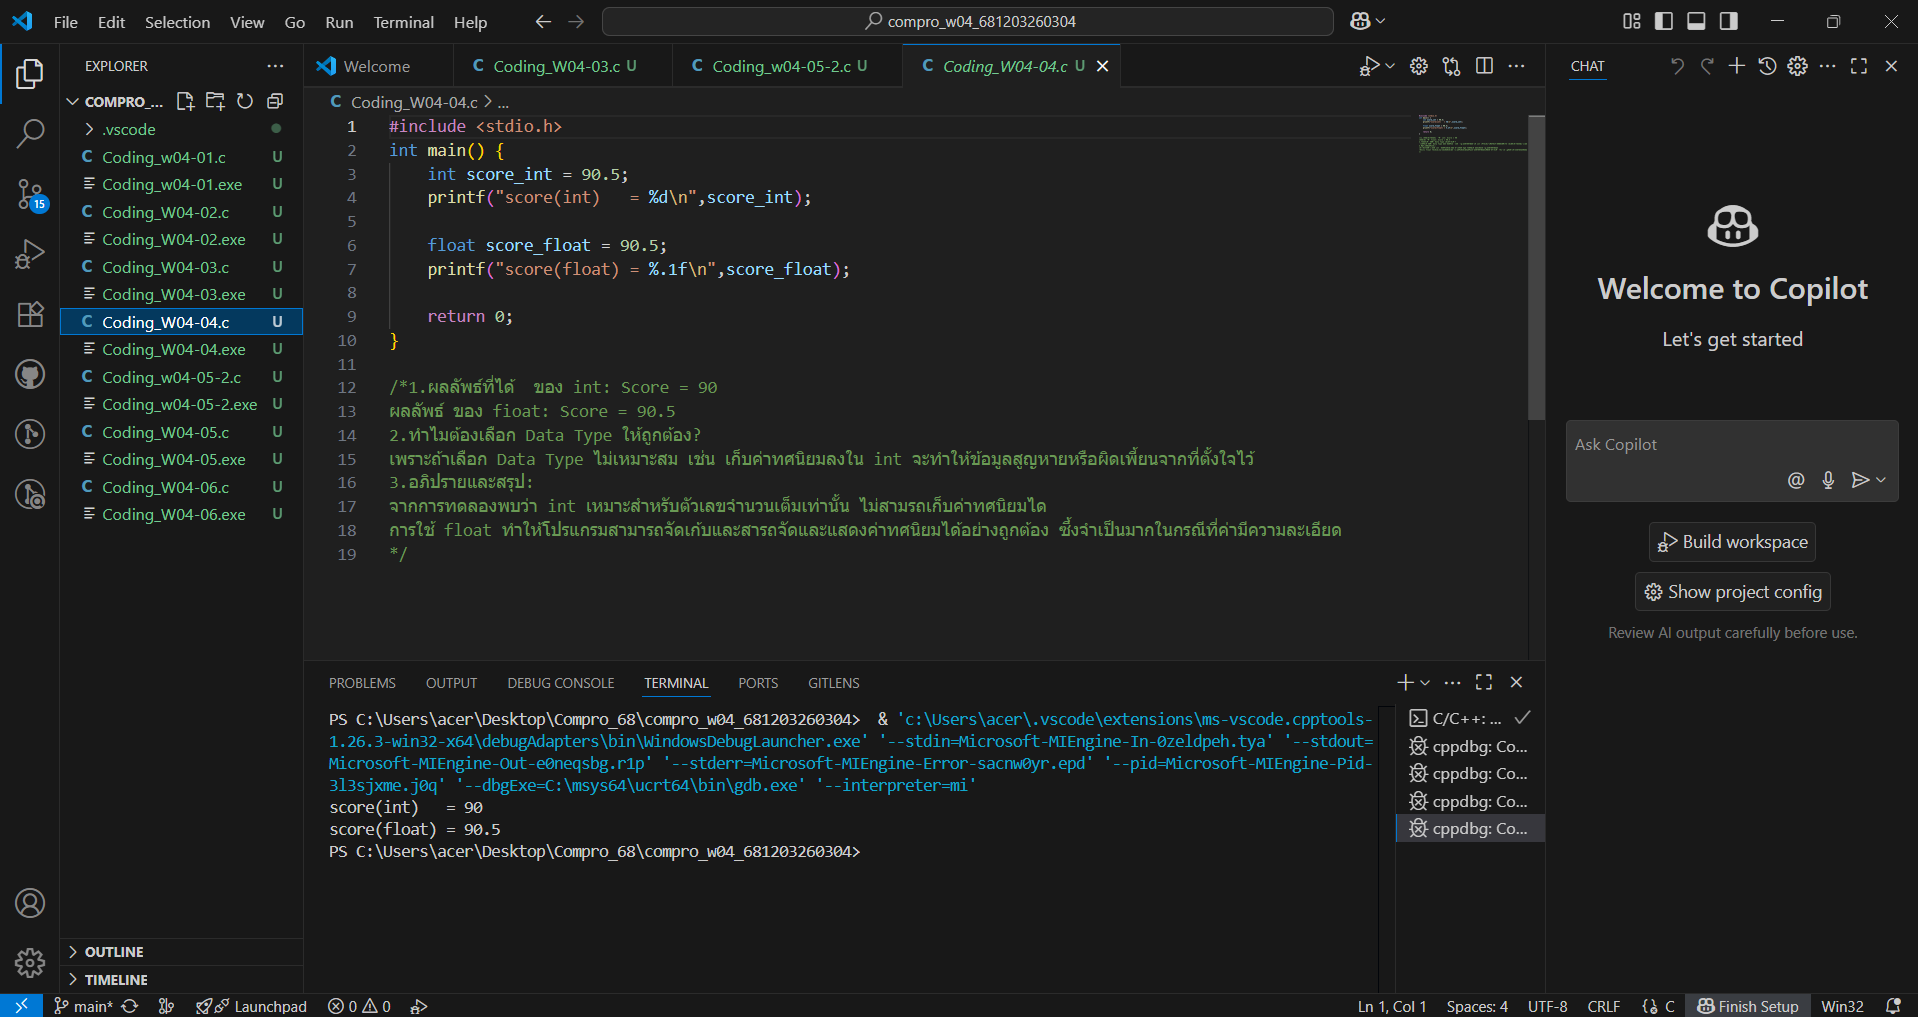 File Edit Selection View Go Run Terminal Help
compro_w04_681203260304
EXPLORER
COMPRO_...
.vscode
Coding_w04-01.c U
Coding_w04-01.exe U
Coding_W04-02.c U
Coding_W04-02.exe U
Coding_W04-03.c U
Coding_W04-03.exe U
Coding_W04-04.c U
Coding_W04-04.exe U
Coding_w04-05-2.c U
Coding_w04-05-2.exe U
Coding_W04-05.c U
Coding_W04-05.exe U
Coding_W04-06.c U
Coding_W04-06.exe U
15
OUTLINE
TIMELINE
Welcome
C Coding_W04-03.c U
C Coding_w04-05-2.c U
C Coding_W04-04.c U
C Coding_W04-04.c > ...
1 #include <stdio.h>
2 int main() {
3 int score_int = 90.5;
4 printf("score(int)   = %d\n",score_int);
5
6 float score_float = 90.5;
7 printf("score(float) = %.1f\n",score_float);
8
9 return 0;
10 }
11
12 /*1.ผลลัพธ์ที่ได้  ของ int: Score = 90
13 ผลลัพธ์ ของ fioat: Score = 90.5
14 2.ทำไมต้องเลือก Data Type ให้ถูกต้อง?
15 เพราะถ้าเลือก Data Type ไม่เหมาะสม เช่น เก็บค่าทศนิยมลงใน int จะทำให้ข้อมูลสูญหายหรือผิดเพี้ยนจากที่ตั้งใจไว้
16 3.อภิปรายและสรุป:
17 จากการทดลองพบว่า int เหมาะสำหรับตัวเลขจำนวนเต็มเท่านั้น ไม่สามรถเก็บค่าทศนิยมได
18 การใช้ float ทำให้โปรแกรมสามารถจัดเก้บและสารถจัดและแสดงค่าทศนิยมได้อย่างถูกต้อง ซึ้งจำเป็นมากในกรณีที่ค่ามีความละเอียด
19 */
PROBLEMS OUTPUT DEBUG CONSOLE TERMINAL PORTS GITLENS
PS C:\Users\acer\Desktop\Compro_68\compro_w04_681203260304>  & 'c:\Users\acer\.vscode\extensions\ms-vscode.cpptools-
1.26.3-win32-x64\debugAdapters\bin\WindowsDebugLauncher.exe' '--stdin=Microsoft-MIEngine-In-0zeldpeh.tya' '--stdout=
Microsoft-MIEngine-Out-e0neqsbg.r1p' '--stderr=Microsoft-MIEngine-Error-sacnw0yr.epd' '--pid=Microsoft-MIEngine-Pid-
3l3sjxme.j0q' '--dbgExe=C:\msys64\ucrt64\bin\gdb.exe' '--interpreter=mi'
score(int)   = 90
score(float) = 90.5
PS C:\Users\acer\Desktop\Compro_68\compro_w04_681203260304>
C/C++: ...
cppdbg: Co...
cppdbg: Co...
cppdbg: Co...
cppdbg: Co...
CHAT
Welcome to Copilot
Let's get started
Ask Copilot
Build workspace
Show project config
Review AI output carefully before use.
main* Launchpad 0 0 Ln 1, Col 1 Spaces: 4 UTF-8 CRLF C Finish Setup Win32